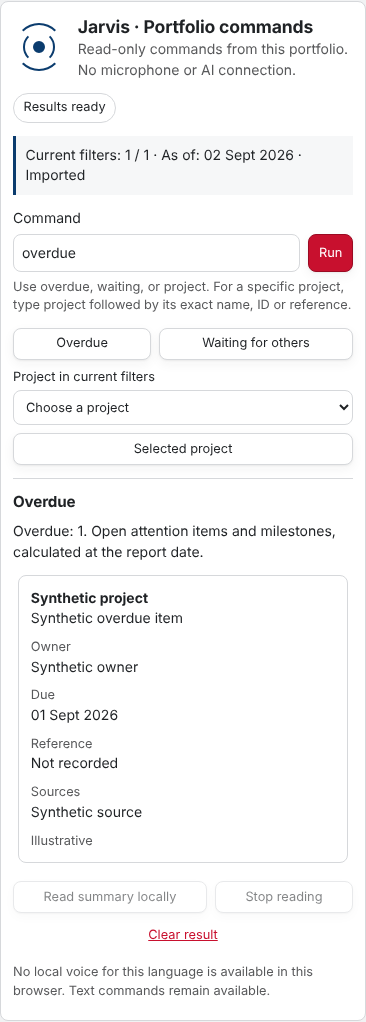 Jarvis · Portfolio commands
Read-only commands from this portfolio.
No microphone or AI connection.
Results ready
Current filters: 1 / 1 · As of: 02 Sept 2026 ·
Imported
Command
overdue
Run
Use overdue, waiting, or project. For a specific project,
type project followed by its exact name, ID or reference.
Overdue
Waiting for others
Project in current filters
Choose a project
Selected project
Overdue
Overdue: 1. Open attention items and milestones,
calculated at the report date.
Synthetic project
Synthetic overdue item
Owner
Synthetic owner
Due
01 Sept 2026
Reference
Not recorded
Sources
Synthetic source
Illustrative
Read summary locally
Stop reading
Clear result
No local voice for this language is available in this
browser. Text commands remain available.